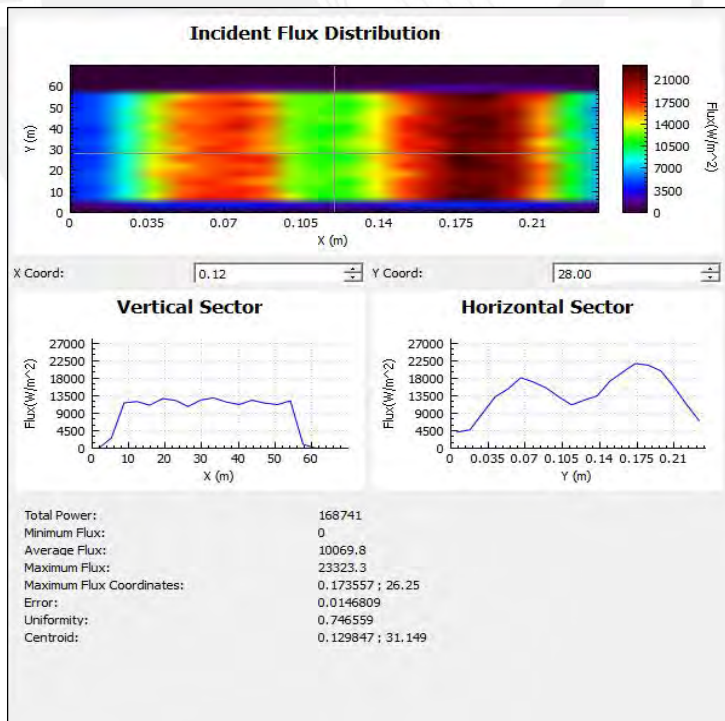 Incident Flux Distribution
60
50
40
30
20
10
0
Y (m)
0 0.035 0.07 0.105 0.14 0.175 0.21
X (m)
21000
17500
14000
10500
7000
3500
0
Flux(W/m^2)
X Coord: 0.12 Y Coord: 28.00
Vertical Sector
27000
22500
18000
13500
9000
4500
0
Flux(W/m^2)
0 10 20 30 40 50 60
X (m)
Horizontal Sector
27000
22500
18000
13500
9000
4500
0
Flux(W/m^2)
0 0.035 0.07 0.105 0.14 0.175 0.21
Y (m)
Total Power: 168741
Minimum Flux: 0
Average Flux: 10069.8
Maximum Flux: 23323.3
Maximum Flux Coordinates: 0.173557 ; 26.25
Error: 0.0146809
Uniformity: 0.746559
Centroid: 0.129847 ; 31.149